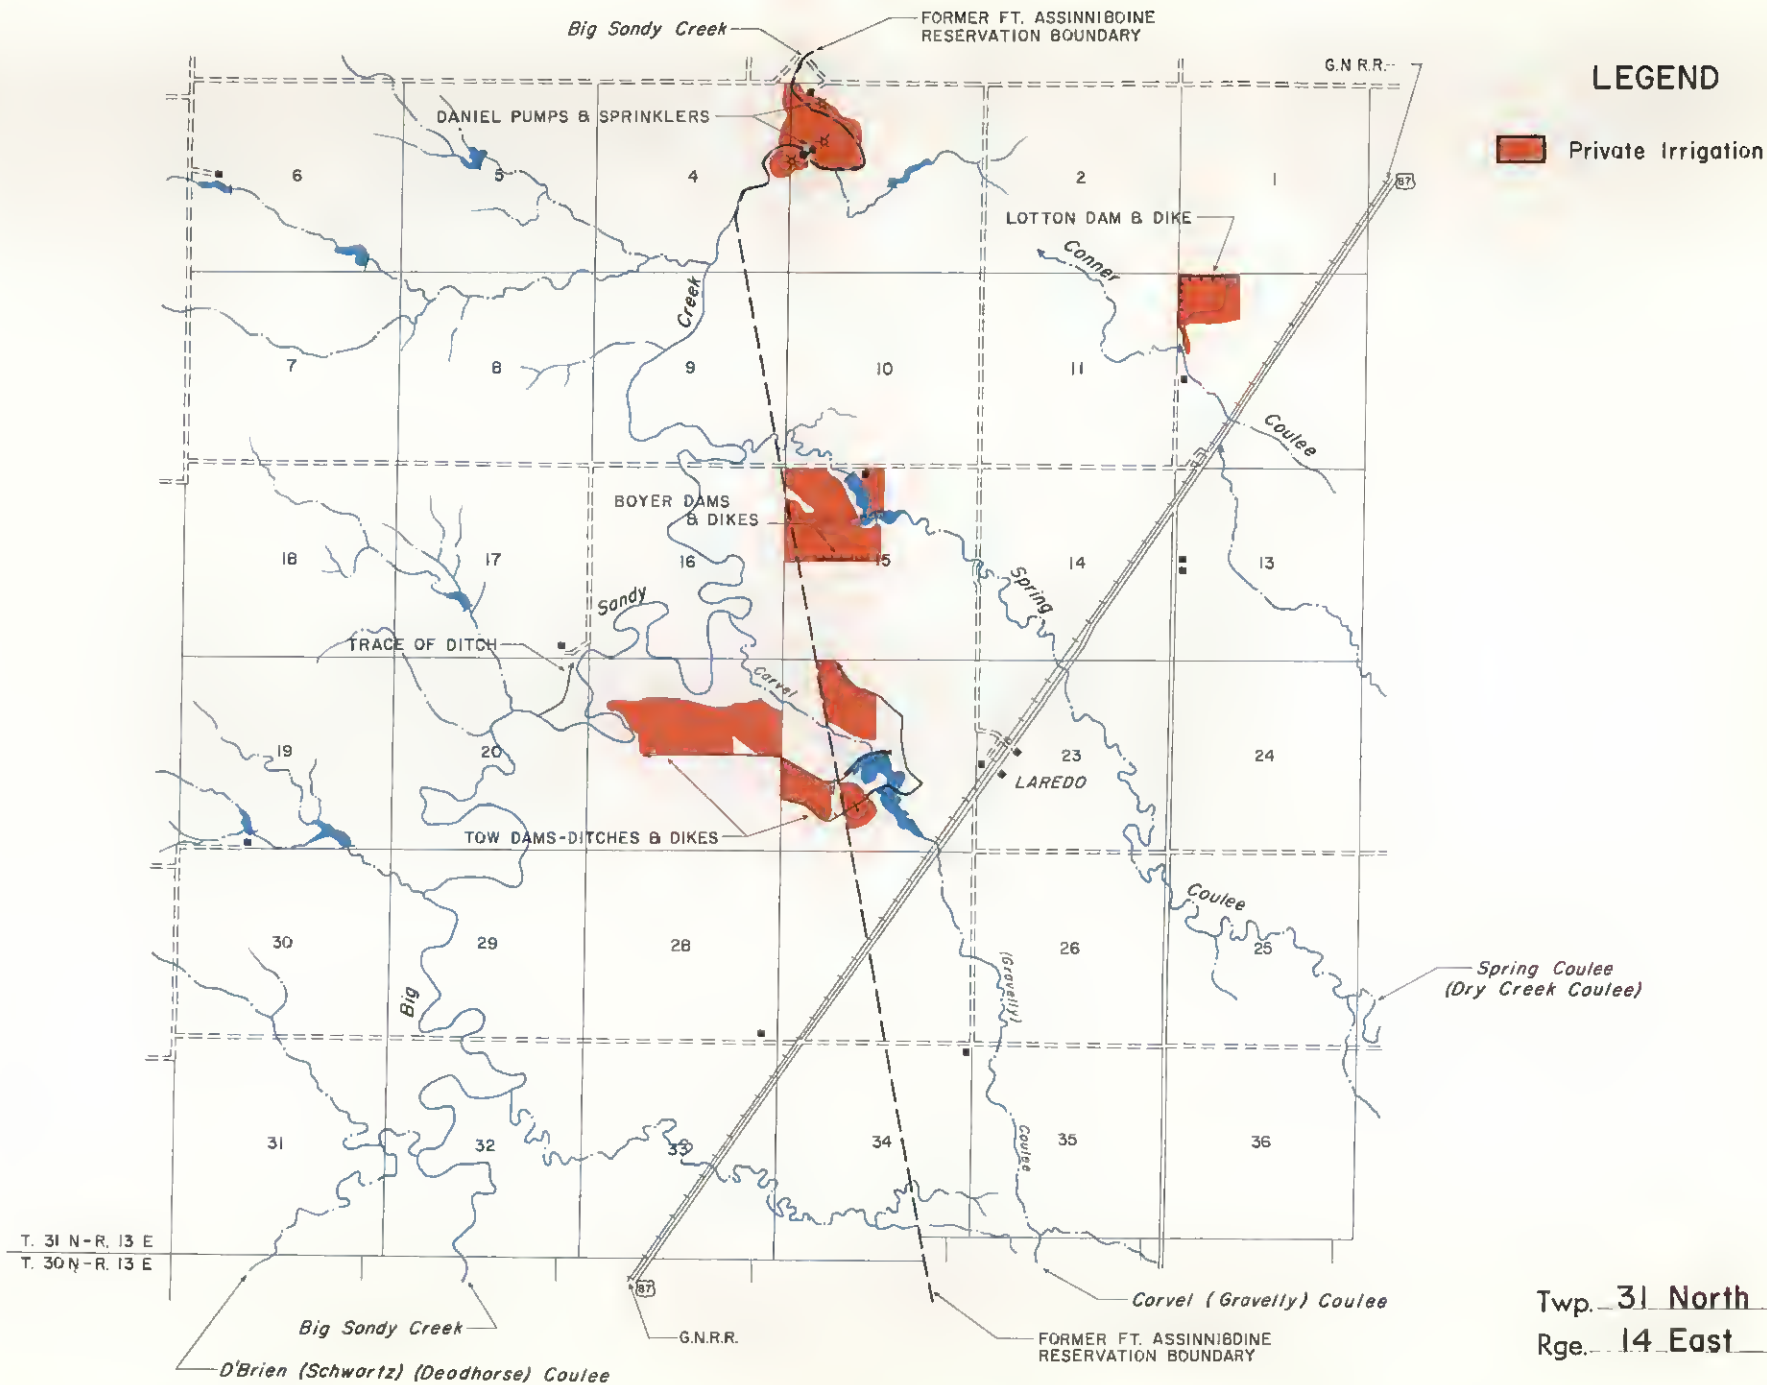 Big Sandy Creek
FORMER FT. ASSINNIBOINE
RESERVATION BOUNDARY
G.N.R.R.
LEGEND
Private Irrigation
DANIEL PUMPS & SPRINKLERS
6
5
4
2
1
87
LOTTON DAM & DIKE
Conner
Creek
7
8
9
10
11
Coulee
BOYER DAMS
& DIKES
18
17
16
15
14
13
Spring
Sandy
TRACE OF DITCH
Corvel
19
20
23
24
LAREDO
TOW DAMS-DITCHES & DIKES
Coulee
30
29
28
26
25
(Gravelly)
Spring Coulee
(Dry Creek Coulee)
Big
31
32
33
34
35
36
Coulee
T. 31 N-R. 13 E
T. 30 N-R. 13 E
87
Corvel (Gravelly) Coulee
Twp. 31 North
Rge. 14 East
Big Sandy Creek
G.N.R.R.
FORMER FT. ASSINNIBOINE
RESERVATION BOUNDARY
D'Brien (Schwartz) (Deadhorse) Coulee